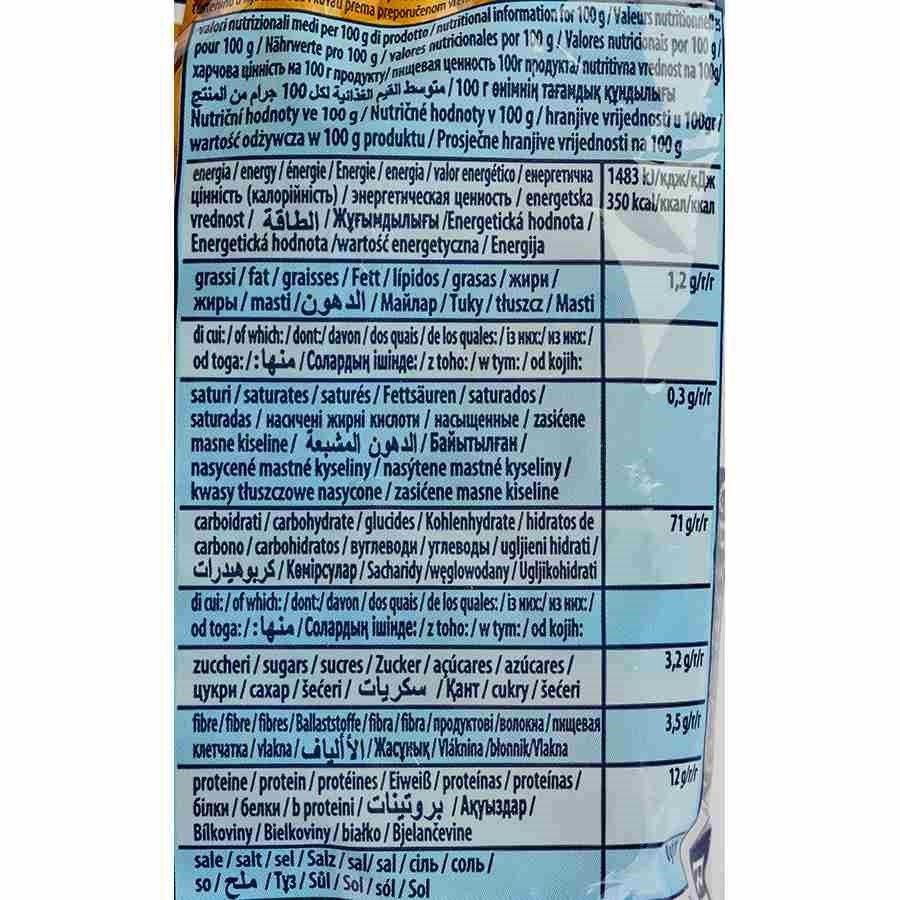 valori nutrizionali medi per 100 g di prodotto / nutritional information for 100 g / Valeurs nutritionnelles
pour 100 g / Nährwerte pro 100 g / valores nutricionales por 100 g / Valores nutricionais por 100 g /
харчова цінність на 100 г продукту / пищевая ценность 100г продукта / nutritivna vrednost na 100g/
متوسط القيم الغذائية لكل 100 جرام من المنتج / 100 г өнімнің тағамдық құндылығы
Nutriční hodnoty ve 100 g / Nutričné hodnoty v 100 g / hranjive vrijednosti u 100gr /
wartość odżywcza w 100 g produktu / Prosječne hranjive vrijednosti na 100 g
energia / energy / énergie / Energie / energia / valor energético / енергетична 1483 kJ/кДж/кДж
цінність (калорійність) / энергетическая ценность / energetska 350 kcal/ккал/ккал
vrednost / الطاقة / Жұғымдылығы /Energetická hodnota /
Energetická hodnota /wartość energetyczna / Energija
grassi / fat / graisses / Fett / lípidos / grasas / жири / 1,2 g/г/г
жиры / masti / الدهون / Майлар / Tuky / tłuszcz / Masti
di cui: / of which: / dont:/ davon / dos quais / de los quales: / із них:/ из них: /
od toga: / منها: / Солардың ішінде: / z toho: / w tym: / od kojih:
saturi / saturates / saturés / Fettsäuren / saturados / 0,3 g/г/г
saturadas / насичені жирні кислоти / насыщенные / zasićene
masne kiseline / الدهون المشبعة / Байытылған /
nasycené mastné kyseliny / nasýtene mastné kyseliny /
kwasy tłuszczowe nasycone / zasićene masne kiseline
carboidrati / carbohydrate / glucides / Kohlenhydrate / hidratos de 71 g/г/г
carbono / carbohidratos / вуглеводи / углеводы / ugljieni hidrati /
كربوهيدرات / Көмірсулар / Sacharidy /węglowodany / Ugljikohidrati
di cui: / of which: / dont:/ davon / dos quais / de los quales: / із них:/ из них: /
od toga: / منها: / Солардың ішінде: / z toho: / w tym: / od kojih:
zuccheri / sugars / sucres / Zucker / açúcares / azúcares / 3,2 g/г/г
цукри / сахар / šećeri / سكريات / Қант / cukry / šećeri
fibre / fibre / fibres / Ballaststoffe / fibra / fibra / продуктові /волокна / пищевая 3,5 g/г/г
клетчатка / vlakna / الألياف / Жасұнық / Vláknina /błonnik/Vlakna
proteine / protein / protéines / Eiweiß / proteínas / proteínas / 12 g/г/г
білки / белки / b proteini / بروتينات / Ақуыздар /
Bílkoviny / Bielkoviny / białko / Bjelančevine
sale / salt / sel / Salz / sal/ sal / сіль / соль /
so / ملح / Тұз / Sůl / Soľ / sól / Sol